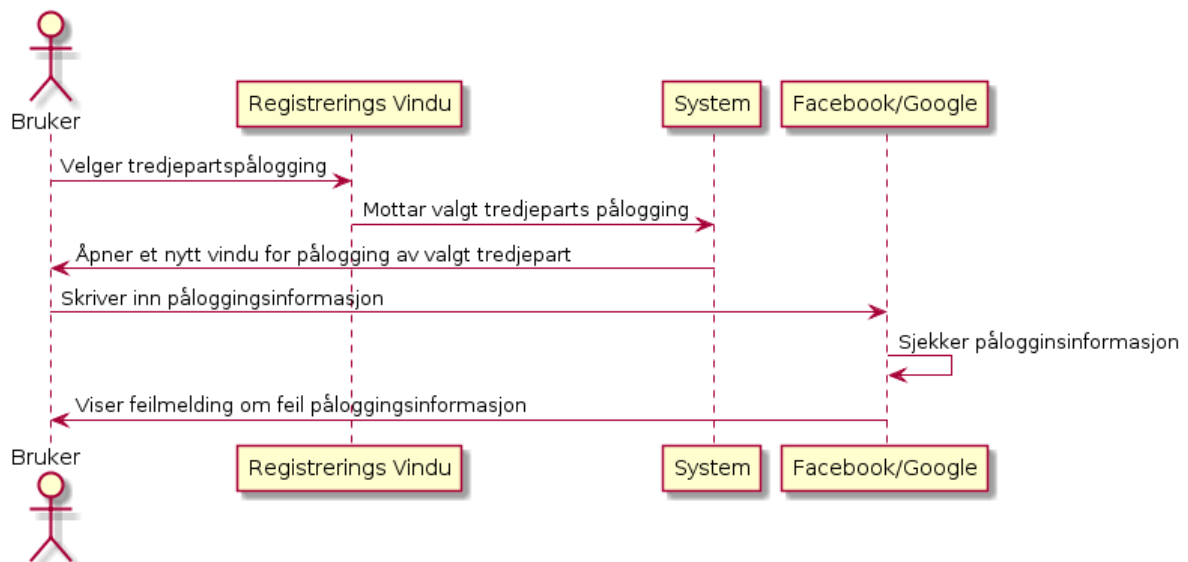 Bruker
Registrerings Vindu
System
Facebook/Google
Velger tredjepartspålogging
Mottar valgt tredjeparts pålogging
Åpner et nytt vindu for pålogging av valgt tredjepart
Skriver inn påloggingsinformasjon
Sjekker pålogginsinformasjon
Viser feilmelding om feil påloggingsinformasjon
Bruker
Registrerings Vindu
System
Facebook/Google